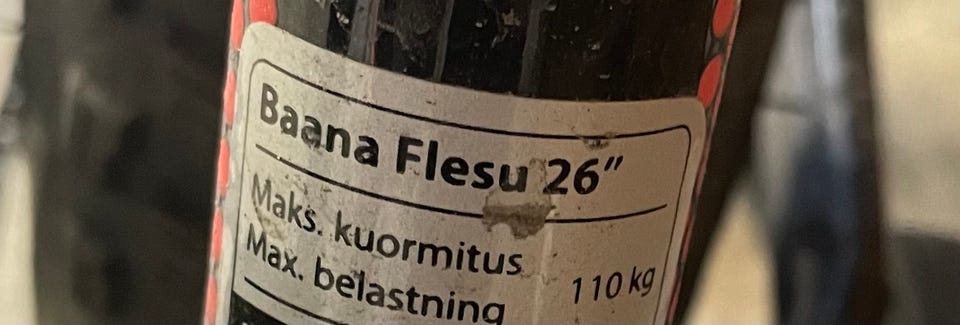 Baana Flesu 26"
Maks. kuormitus
Max. belastning
110 kg